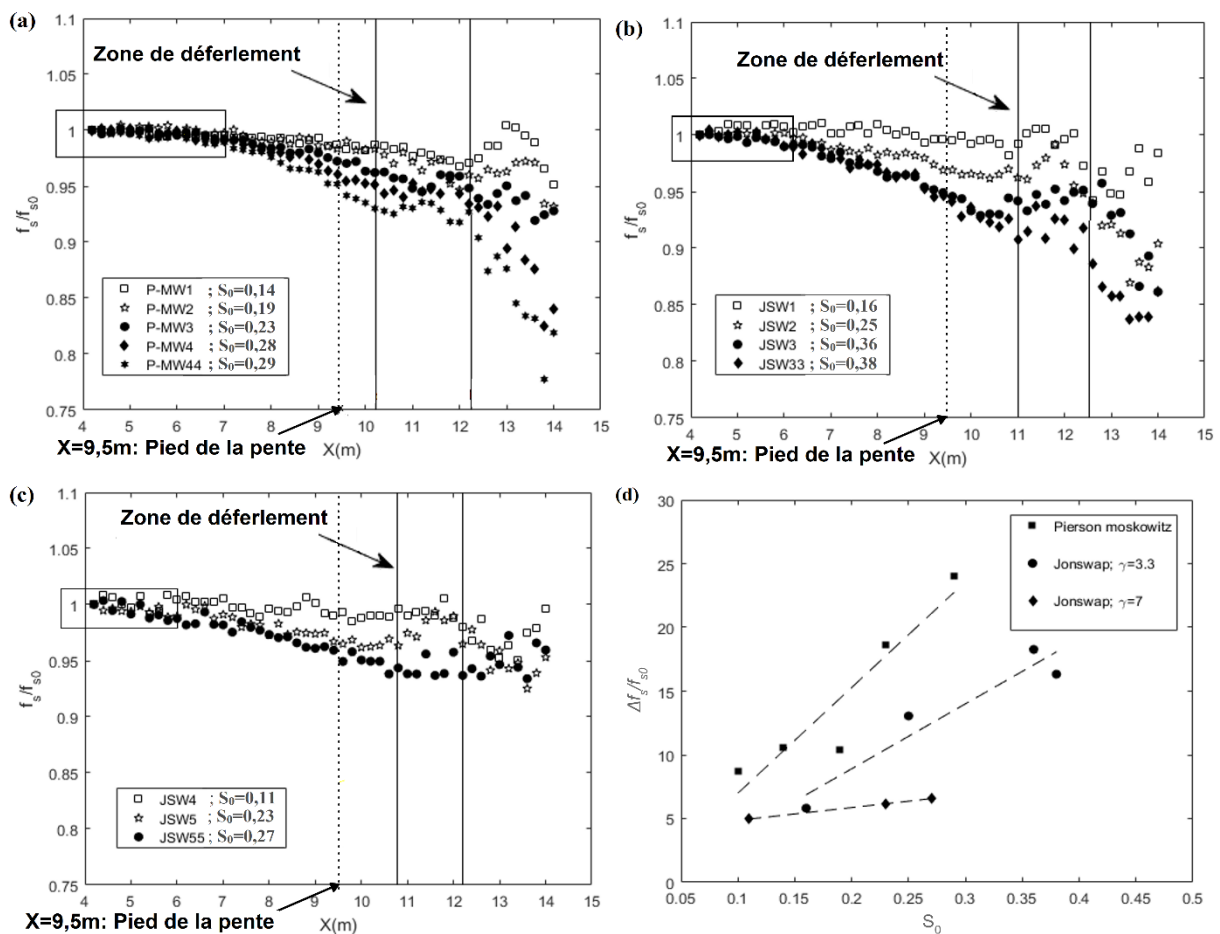 (a)
1.1
1.05
1
0.95
0.9
0.85
0.8
0.75
fs/fs0
Zone de déferlement
P-MW1 ; S₀=0,14
P-MW2 ; S₀=0,19
P-MW3 ; S₀=0,23
P-MW4 ; S₀=0,28
P-MW44 ; S₀=0,29
4 5 6 7 8 9 10 11 12 13 14 15
X=9,5m: Pied de la pente
X(m)
(b)
1.1
1.05
1
0.95
0.9
0.85
0.8
0.75
fs/fs0
Zone de déferlement
JSW1 ; S₀=0,16
JSW2 ; S₀=0,25
JSW3 ; S₀=0,36
JSW33 ; S₀=0,38
4 5 6 7 8 9 10 11 12 13 14 15
X=9,5m: Pied de la pente
X(m)
(c)
1.1
1.05
1
0.95
0.9
0.85
0.8
0.75
fs/fs0
Zone de déferlement
JSW4 ; S₀=0,11
JSW5 ; S₀=0,23
JSW55 ; S₀=0,27
4 5 6 7 8 9 10 11 12 13 14 15
X=9,5m: Pied de la pente
X(m)
(d)
30
25
20
15
10
5
0
Δfs/fs0
Pierson moskowitz
Jonswap; γ=3.3
Jonswap; γ=7
0.05 0.1 0.15 0.2 0.25 0.3 0.35 0.4 0.45 0.5
S₀